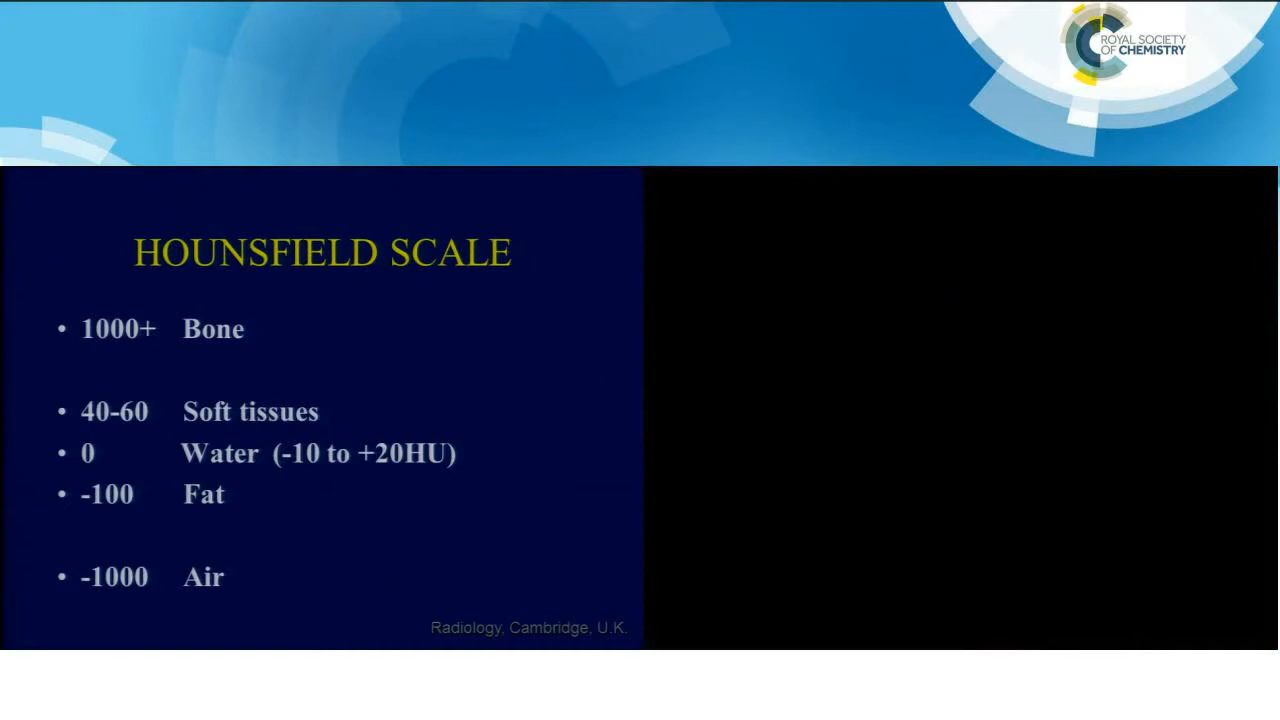 ROYAL SOCIETY
OF CHEMISTRY
HOUNSFIELD SCALE
• 1000+ Bone
• 40-60 Soft tissues
• 0 Water (-10 to +20HU)
• -100 Fat
• -1000 Air
Radiology, Cambridge, U.K.